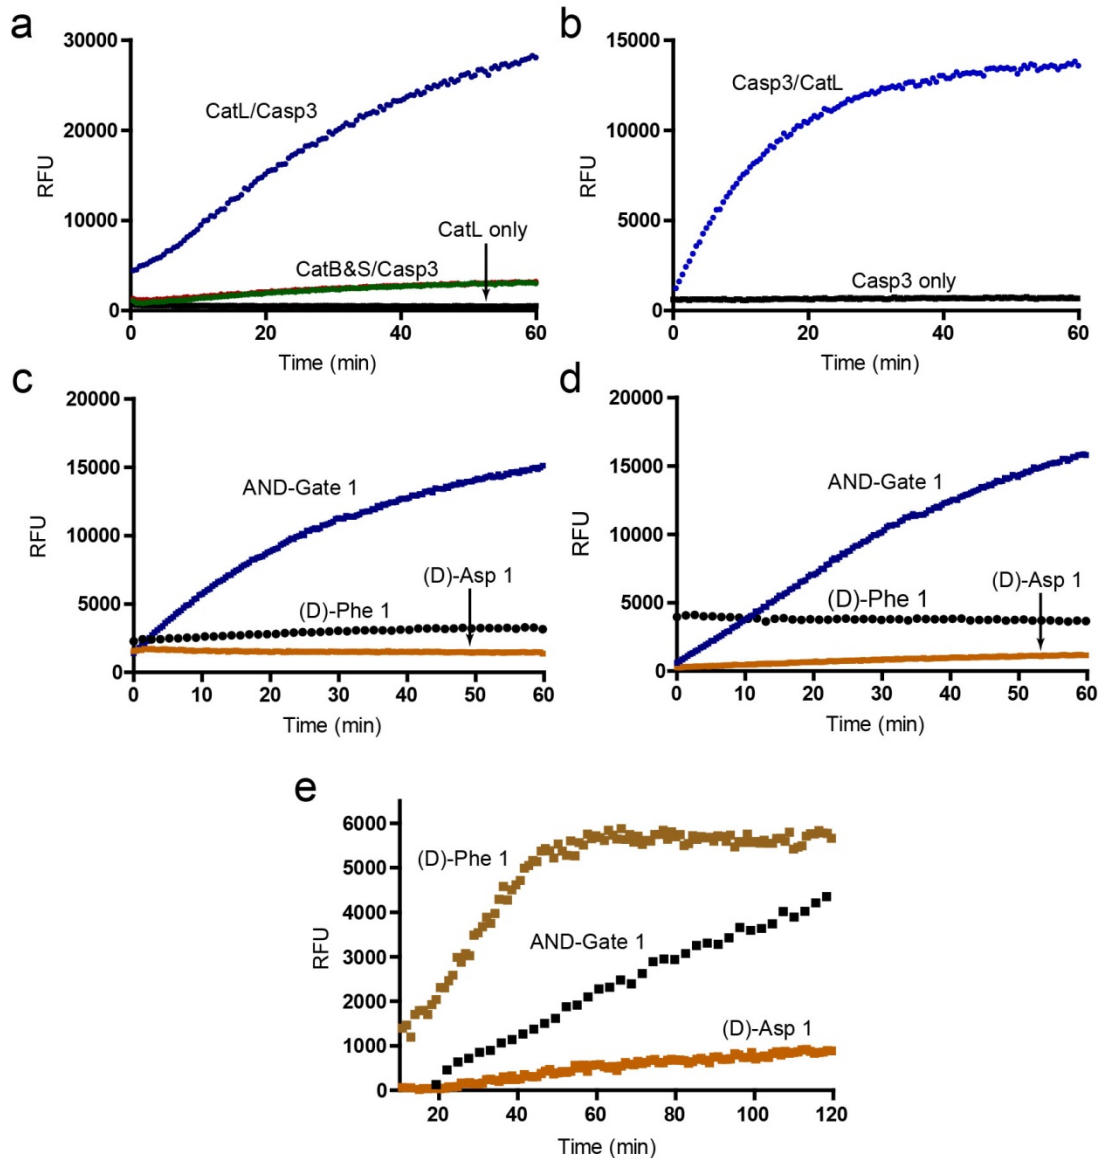 a
30000
20000
10000
0
RFU
CatL/Casp3
CatL only
CatB&S/Casp3
0 20 40 60
Time (min)
b
15000
10000
5000
0
RFU
Casp3/CatL
Casp3 only
0 20 40 60
Time (min)
c
20000
15000
10000
5000
0
RFU
AND-Gate 1
(D)-Asp 1
(D)-Phe 1
0 10 20 30 40 50 60
Time (min)
d
20000
15000
10000
5000
0
RFU
AND-Gate 1
(D)-Asp 1
(D)-Phe 1
0 10 20 30 40 50 60
Time (min)
e
6000
5000
4000
3000
2000
1000
0
RFU
(D)-Phe 1
AND-Gate 1
(D)-Asp 1
20 40 60 80 100 120
Time (min)